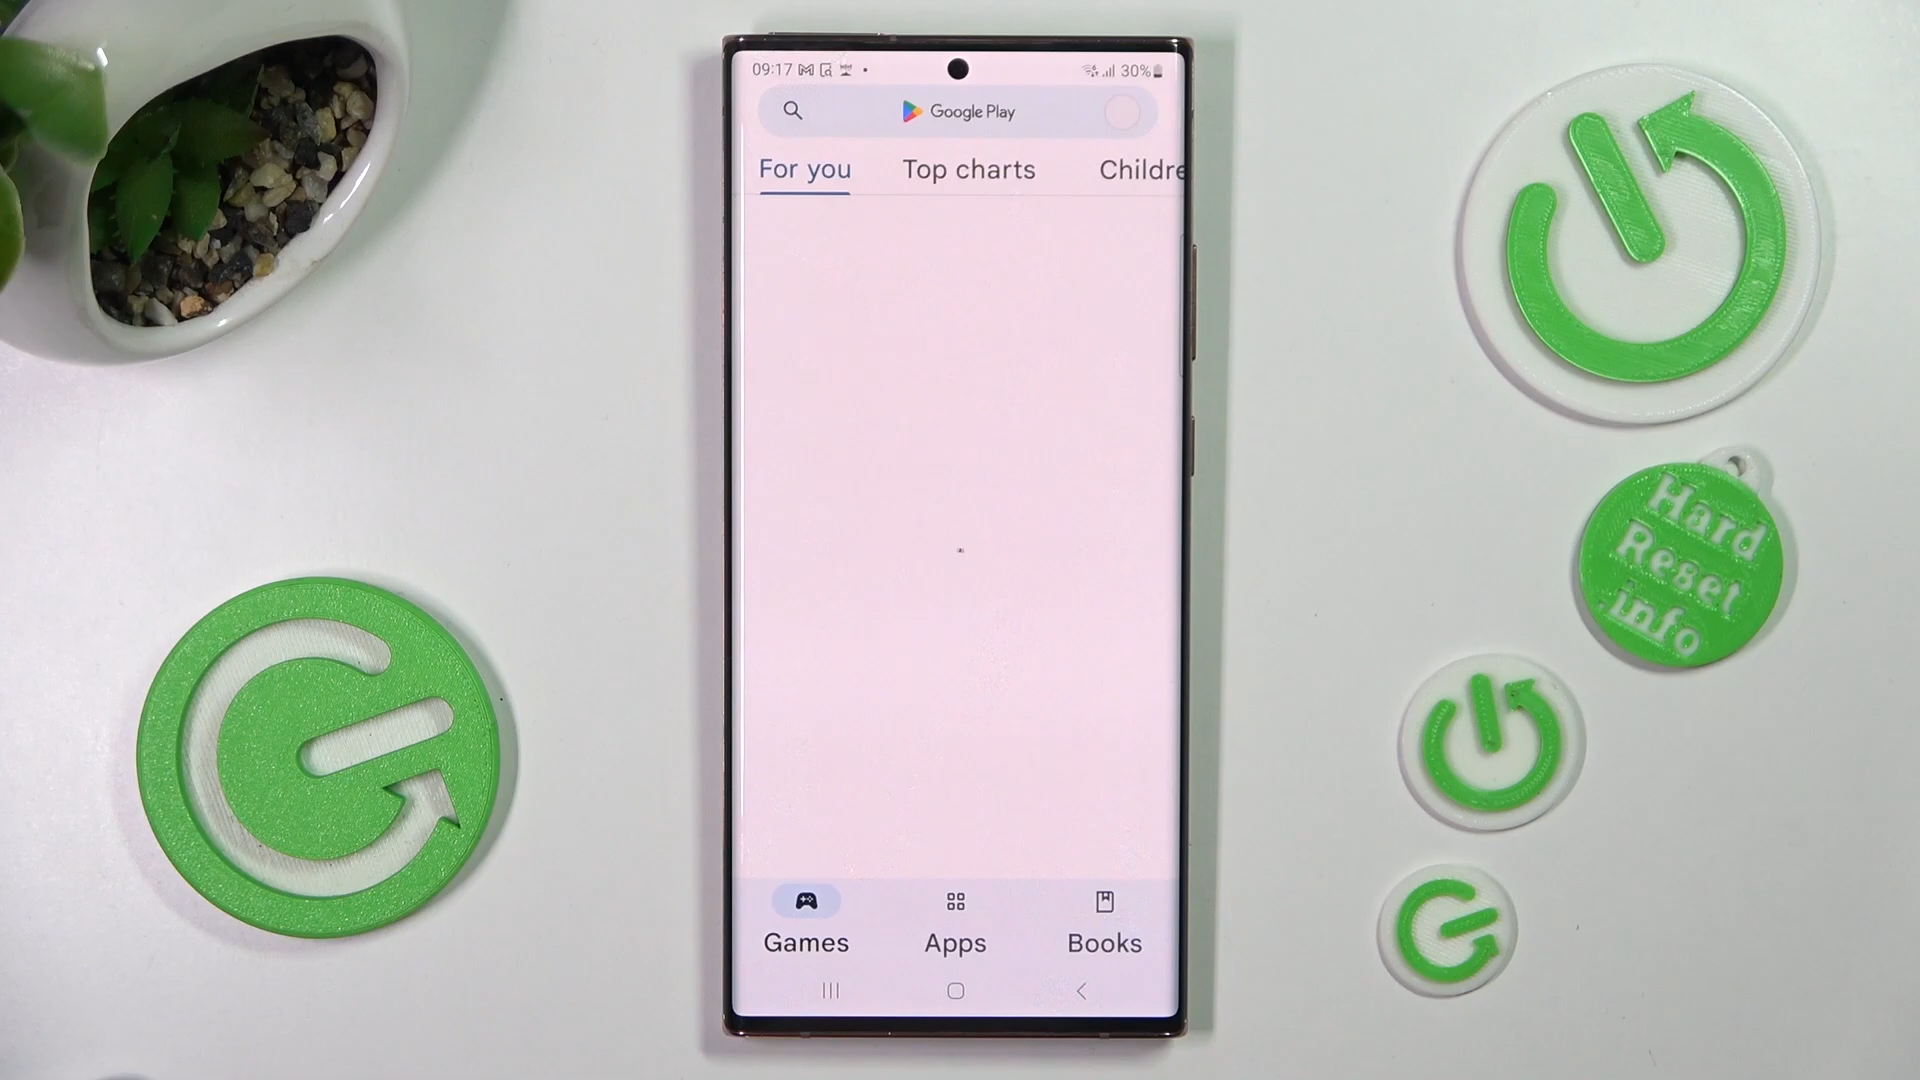 09:17
30%
Google Play
For you
Top charts
Childre
Games
Apps
Books
Hard
Reset
.info